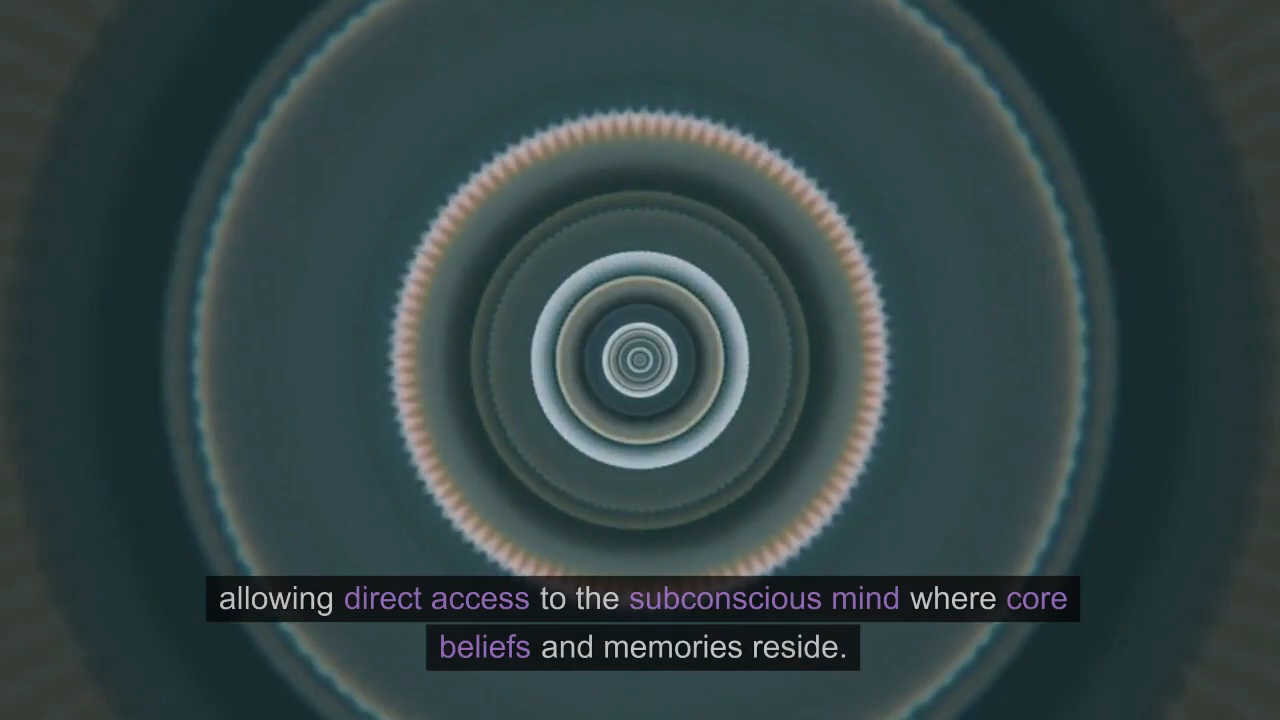 allowing direct access to the subconscious mind where core
beliefs and memories reside.